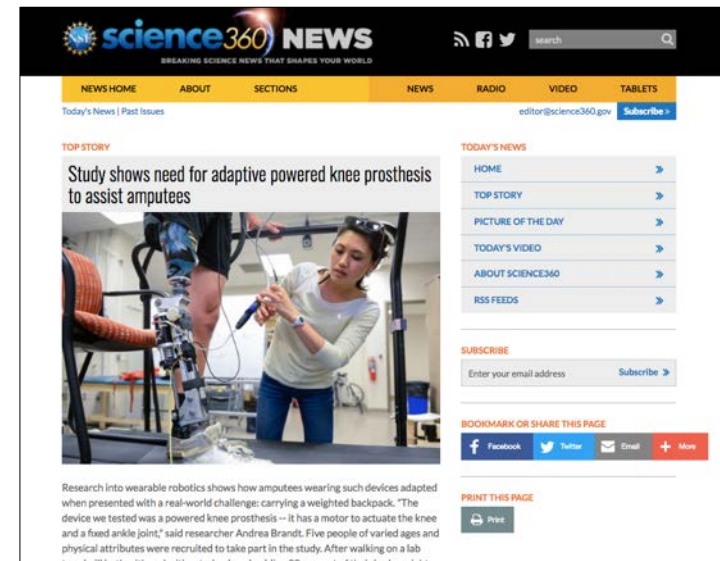 NSF science360 NEWS
BREAKING SCIENCE NEWS THAT SHAPES YOUR WORLD
search
NEWS HOME ABOUT SECTIONS NEWS RADIO VIDEO TABLETS
Today's News | Past Issues
editor@science360.gov Subscribe »
TOP STORY
Study shows need for adaptive powered knee prosthesis
to assist amputees
Research into wearable robotics shows how amputees wearing such devices adapted
when presented with a real-world challenge: carrying a weighted backpack. "The
device we tested was a powered knee prosthesis -- it has a motor to actuate the knee
and a fixed ankle joint," said researcher Andrea Brandt. Five people of varied ages and
physical attributes were recruited to take part in the study. After walking on a lab
TODAY'S NEWS
HOME »
TOP STORY »
PICTURE OF THE DAY »
TODAY'S VIDEO »
ABOUT SCIENCE360 »
RSS FEEDS »
SUBSCRIBE
Enter your email address Subscribe »
BOOKMARK OR SHARE THIS PAGE
Facebook Twitter Email More
PRINT THIS PAGE
Print